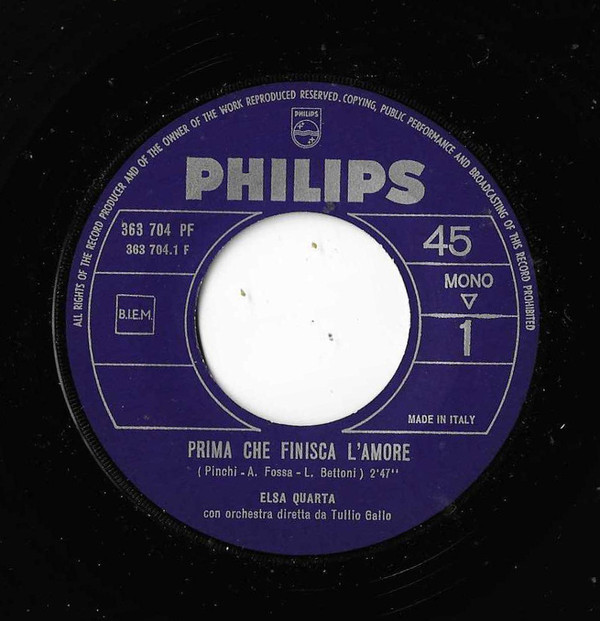 ALL RIGHTS OF THE RECORD PRODUCER AND OF THE OWNER OF THE WORK REPRODUCED RESERVED. COPYING, PUBLIC PERFORMANCE AND BROADCASTING OF THIS RECORD PROHIBITED
PHILIPS
PHILIPS
363 704 PF
363 704.1 F
45
MONO
B.I.E.M.
1
MADE IN ITALY
PRIMA CHE FINISCA L'AMORE
(Pinchi - A. Fossa - L. Bettoni) 2'47''
ELSA QUARTA
con orchestra diretta da Tullio Gallo